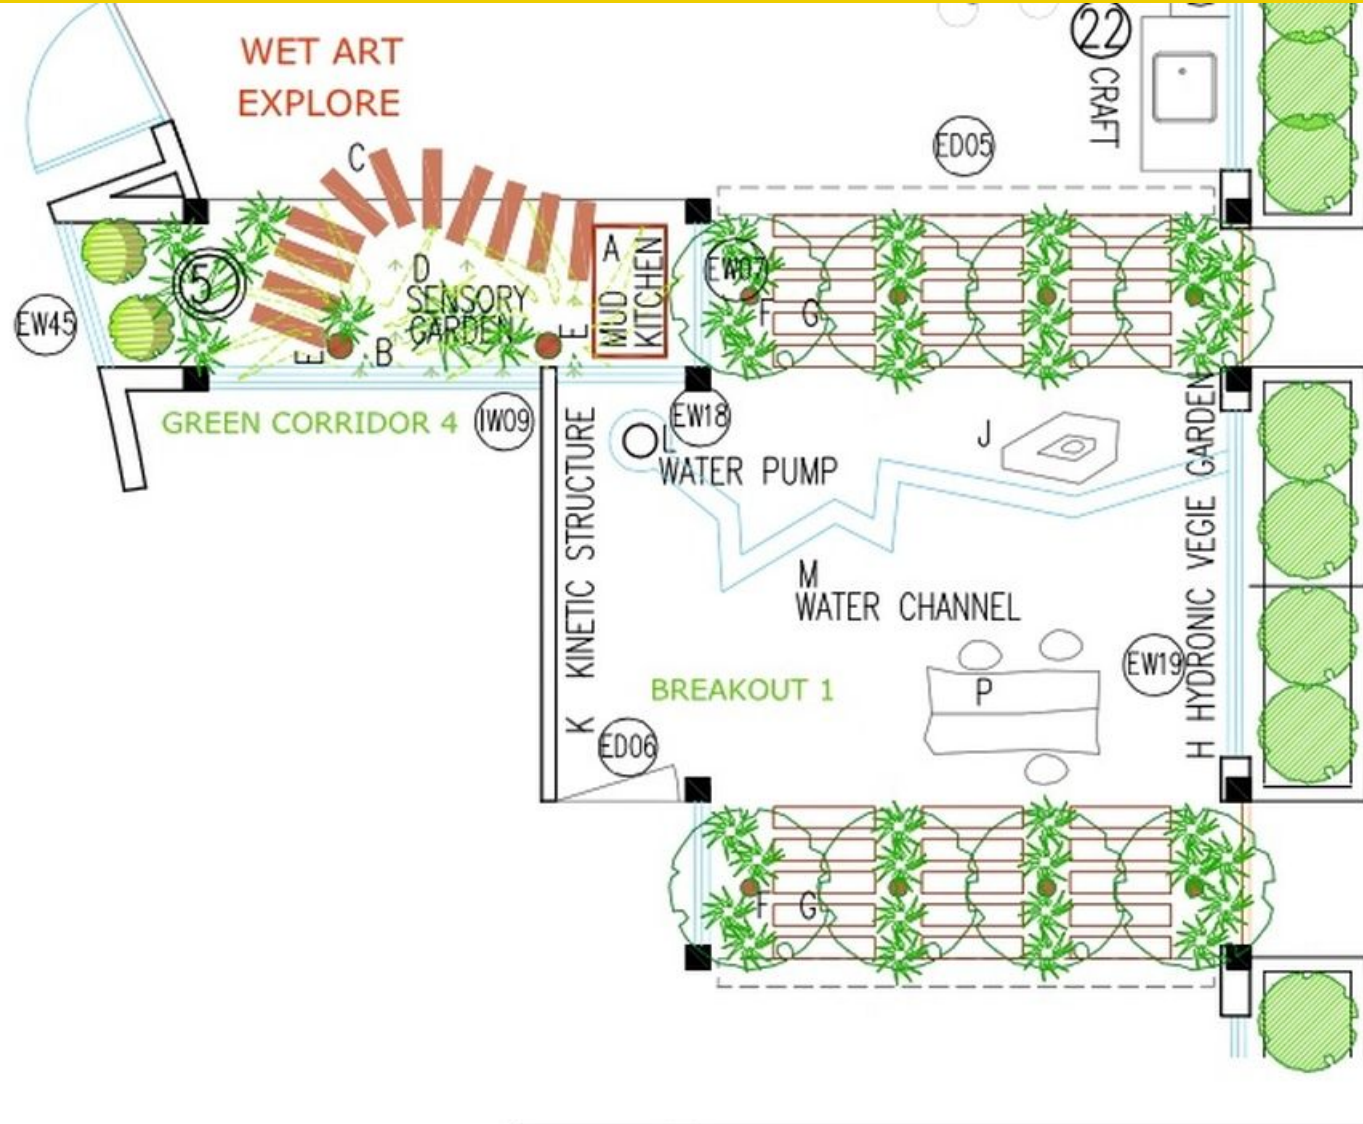 WET ART
EXPLORE
22
CRAFT
ED05
C
5
EW45
D
SENSORY
GARDEN
A
MUD
KITCHEN
EW07
F
G
E
B
E
GREEN CORRIDOR 4
IW09
EW18
L
WATER PUMP
J
K KINETIC STRUCTURE
M
WATER CHANNEL
H HYDRONIC VEGIE GARDEN
EW19
BREAKOUT 1
P
ED06
F
G